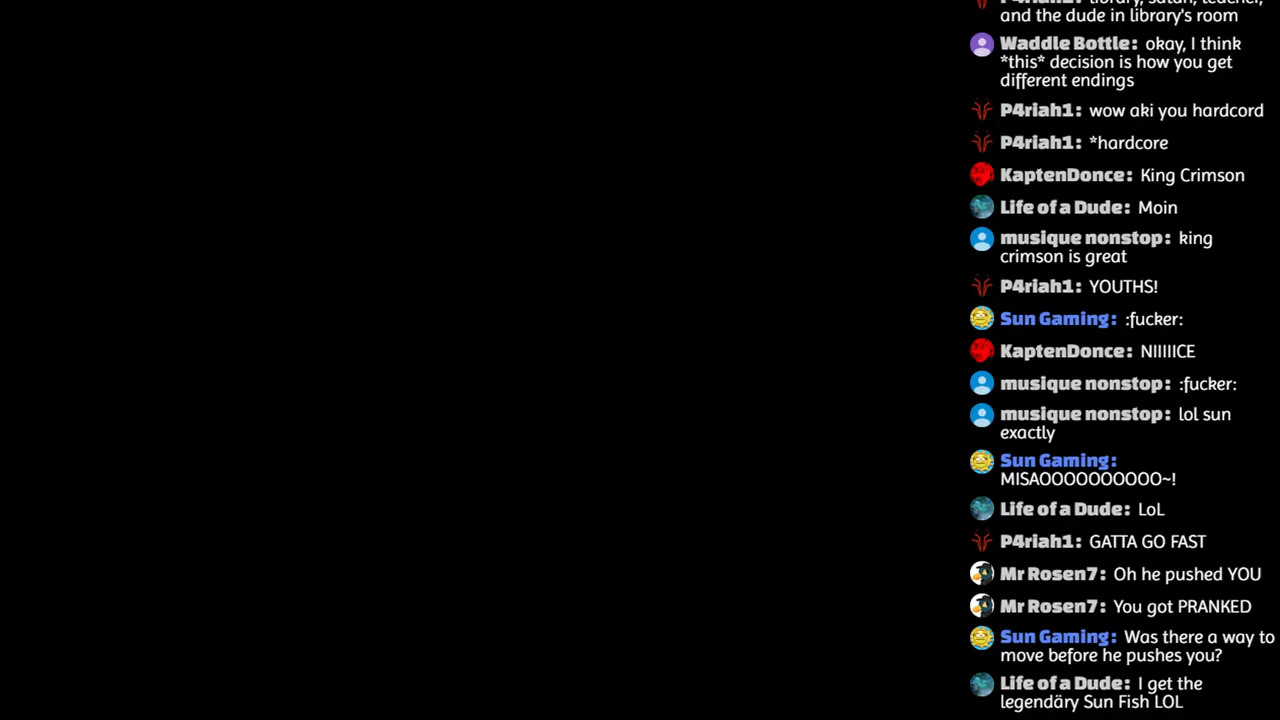 P4riah1: library, satan, teacher,
and the dude in library's room
Waddle Bottle: okay, I think
*this* decision is how you get
different endings
P4riah1: wow aki you hardcord
P4riah1: *hardcore
KaptenDonce: King Crimson
Life of a Dude: Moin
musique nonstop: king
crimson is great
P4riah1: YOUTHS!
Sun Gaming: :fucker:
KaptenDonce: NIIIIICE
musique nonstop: :fucker:
musique nonstop: lol sun
exactly
Sun Gaming:
MISAOOOOOOOOOO~!
Life of a Dude: LoL
P4riah1: GATTA GO FAST
Mr Rosen7: Oh he pushed YOU
Mr Rosen7: You got PRANKED
Sun Gaming: Was there a way to
move before he pushes you?
Life of a Dude: I get the
legendäry Sun Fish LOL